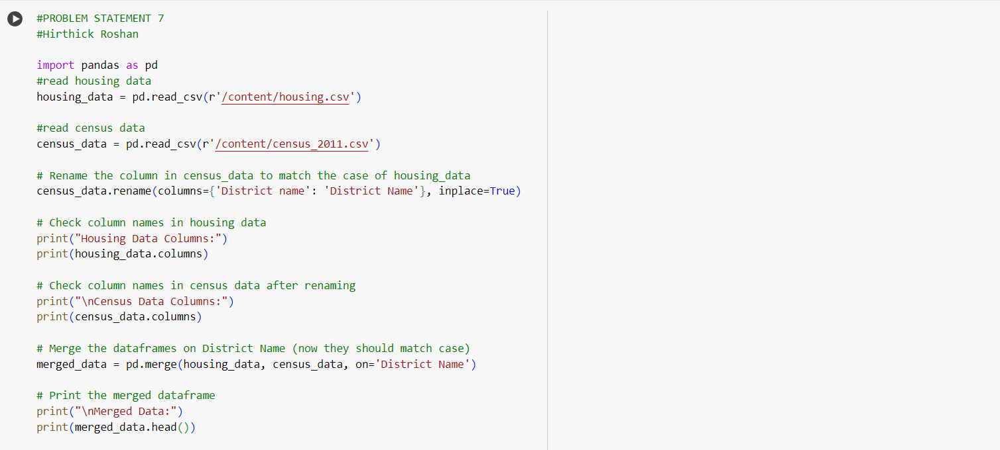 #PROBLEM STATEMENT 7
#Hirthick Roshan
import pandas as pd
#read housing data
housing_data = pd.read_csv(r'/content/housing.csv')
#read census data
census_data = pd.read_csv(r'/content/census_2011.csv')
# Rename the column in census_data to match the case of housing_data
census_data.rename(columns={'District name': 'District Name'}, inplace=True)
# Check column names in housing data
print("Housing Data Columns:")
print(housing_data.columns)
# Check column names in census data after renaming
print("\nCensus Data Columns:")
print(census_data.columns)
# Merge the dataframes on District Name (now they should match case)
merged_data = pd.merge(housing_data, census_data, on='District Name')
# Print the merged dataframe
print("\nMerged Data:")
print(merged_data.head())